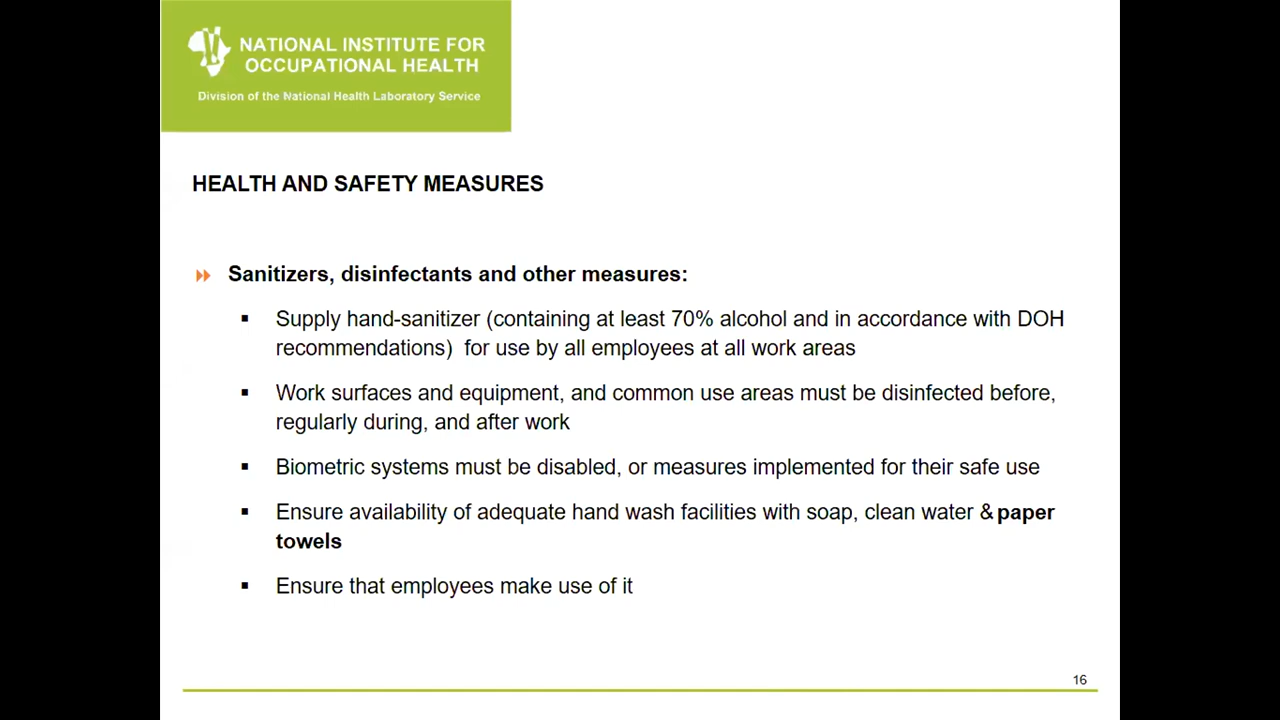 NATIONAL INSTITUTE FOR
OCCUPATIONAL HEALTH
Division of the National Health Laboratory Service
HEALTH AND SAFETY MEASURES
Sanitizers, disinfectants and other measures:
Supply hand-sanitizer (containing at least 70% alcohol and in accordance with DOH
recommendations)  for use by all employees at all work areas
Work surfaces and equipment, and common use areas must be disinfected before,
regularly during, and after work
Biometric systems must be disabled, or measures implemented for their safe use
Ensure availability of adequate hand wash facilities with soap, clean water & paper
towels
Ensure that employees make use of it
16